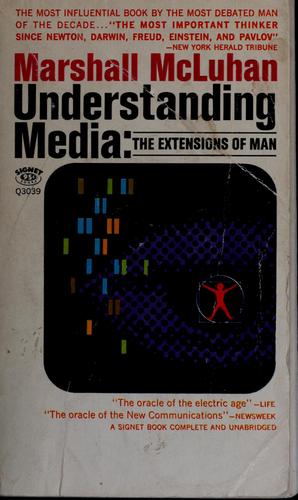 THE MOST INFLUENTIAL BOOK BY THE MOST DEBATED MAN
OF THE DECADE..."THE MOST IMPORTANT THINKER
SINCE NEWTON, DARWIN, FREUD, EINSTEIN, AND PAVLOV"
—NEW YORK HERALD TRIBUNE
Marshall McLuhan
Understanding
Media: THE EXTENSIONS OF MAN
SIGNET
BOOKS
Q3039
"The oracle of the electric age"—LIFE
"The oracle of the New Communications"—NEWSWEEK
A SIGNET BOOK COMPLETE AND UNABRIDGED